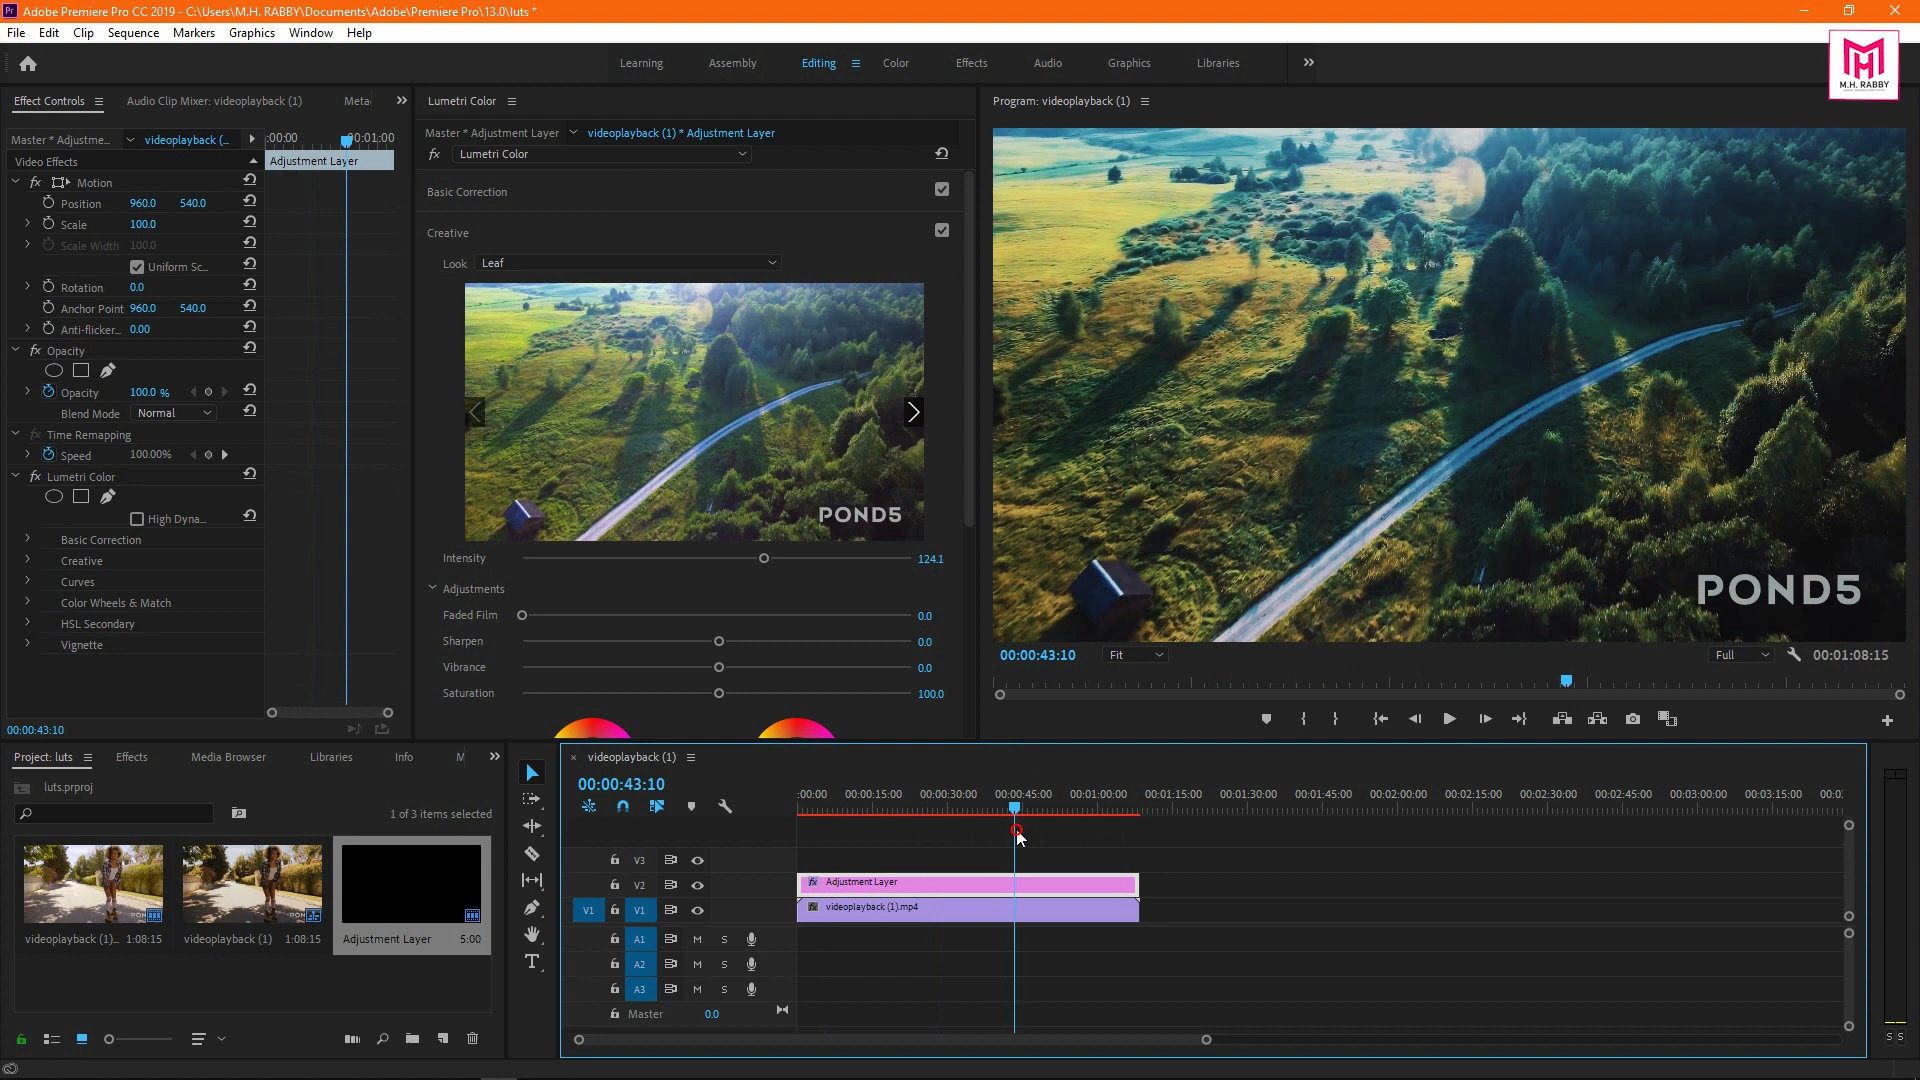 Adobe Premiere Pro CC 2019 - C:\Users\M.H. RABBY\Documents\Adobe\Premiere Pro\13.0\luts *
File Edit Clip Sequence Markers Graphics Window Help
Learning Assembly Editing Color Effects Audio Graphics Libraries
M.H. RABBY
Effect Controls Audio Clip Mixer: videoplayback (1) Meta
Lumetri Color
Program: videoplayback (1)
Master * Adjustme... videoplayback (... :00:00 00:01:00
Video Effects Adjustment Layer
fx Motion
Position 960.0 540.0
Scale 100.0
Scale Width 100.0
Uniform Sc...
Rotation 0.0
Anchor Point 960.0 540.0
Anti-flicker... 0.00
fx Opacity
Opacity 100.0 %
Blend Mode Normal
fx Time Remapping
Speed 100.00%
fx Lumetri Color
High Dyna...
Basic Correction
Creative
Curves
Color Wheels & Match
HSL Secondary
Vignette
00:00:43:10
Master * Adjustment Layer videoplayback (1) * Adjustment Layer
fx Lumetri Color
Basic Correction
Creative
Look Leaf
POND5
Intensity 124.1
Adjustments
Faded Film 0.0
Sharpen 0.0
Vibrance 0.0
Saturation 100.0
POND5
00:00:43:10 Fit Full 00:01:08:15
Project: luts Effects Media Browser Libraries Info M
luts.prproj
1 of 3 items selected
videoplayback (1)... 1:08:15
videoplayback (1) 1:08:15
Adjustment Layer 5:00
videoplayback (1)
00:00:43:10
:00:00 00:00:15:00 00:00:30:00 00:00:45:00 00:01:00:00 00:01:15:00 00:01:30:00 00:01:45:00 00:02:00:00 00:02:15:00 00:02:30:00 00:02:45:00 00:03:00:00 00:03:15:00 00:0
V3
V2 fx Adjustment Layer
V1 V1 fx videoplayback (1).mp4
A1 M S
A2 M S
A3 M S
Master 0.0
S S